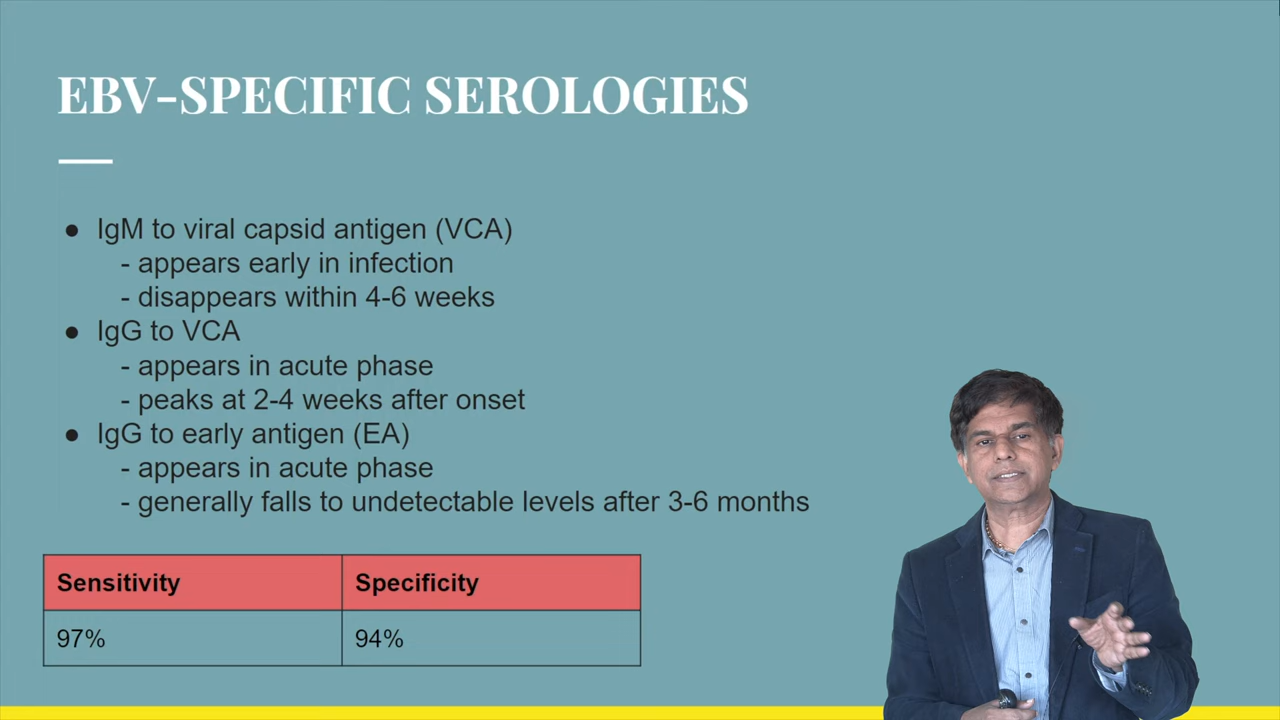 EBV-SPECIFIC SEROLOGIES
● IgM to viral capsid antigen (VCA)
- appears early in infection
- disappears within 4-6 weeks
● IgG to VCA
- appears in acute phase
- peaks at 2-4 weeks after onset
● IgG to early antigen (EA)
- appears in acute phase
- generally falls to undetectable levels after 3-6 months
Sensitivity Specificity
97% 94%